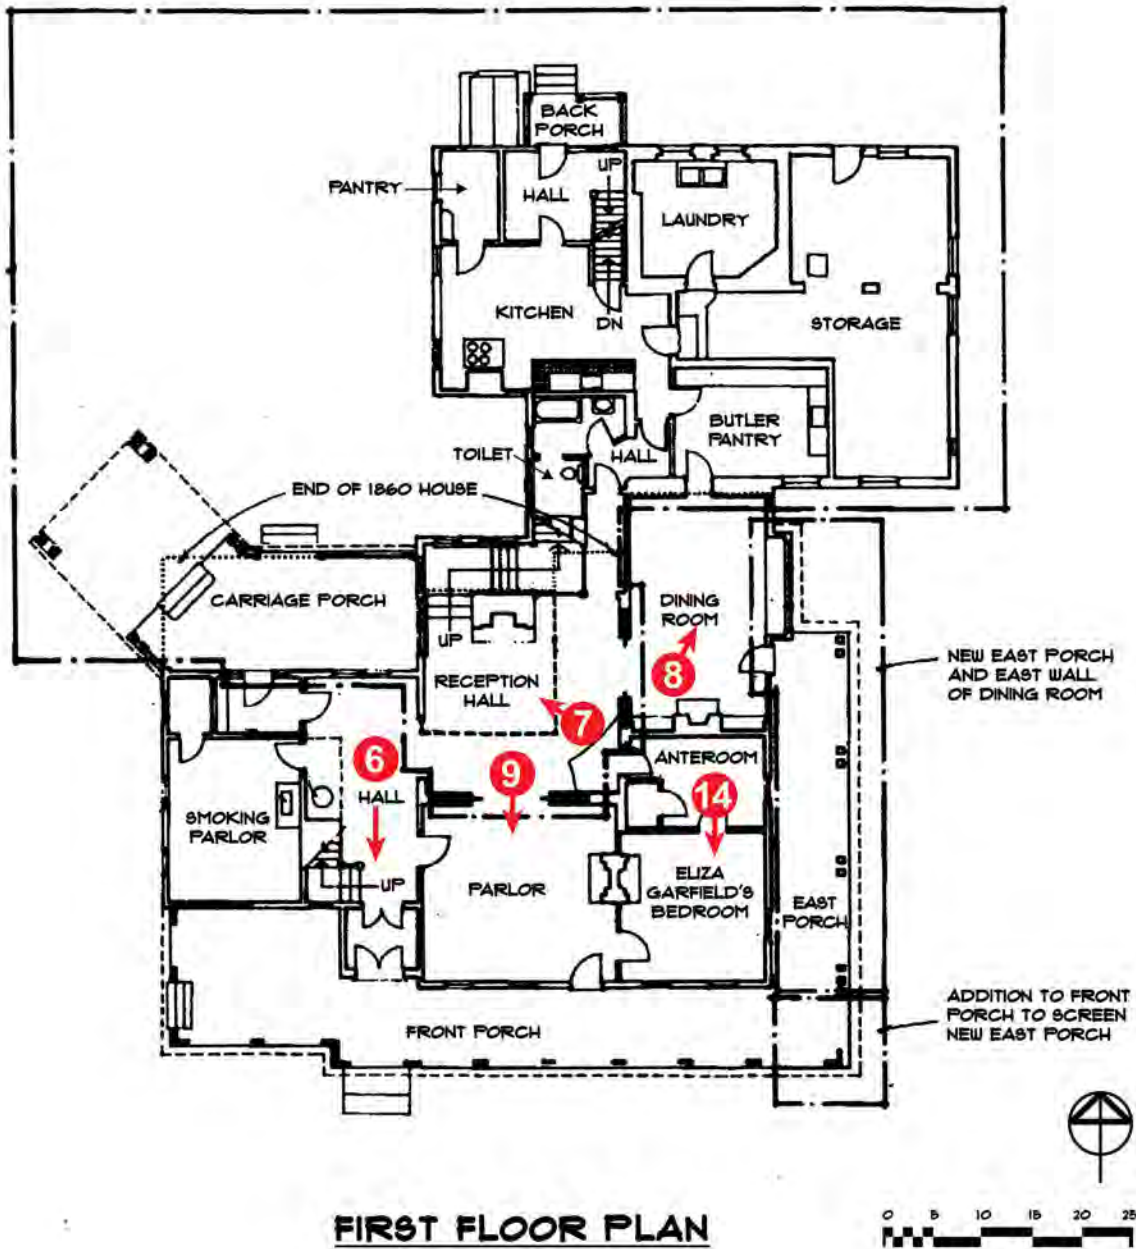 BACK
PORCH
UP
PANTRY
HALL
LAUNDRY
KITCHEN
DN
STORAGE
BUTLER
PANTRY
TOILET
HALL
END OF 1860 HOUSE
CARRIAGE PORCH
DINING
ROOM
UP
8
RECEPTION
HALL
7
NEW EAST PORCH
AND EAST WALL
OF DINING ROOM
6
HALL
9
ANTEROOM
14
SMOKING
PARLOR
UP
PARLOR
ELIZA
GARFIELD'S
BEDROOM
EAST
PORCH
FRONT PORCH
ADDITION TO FRONT
PORCH TO SCREEN
NEW EAST PORCH
FIRST FLOOR PLAN
0 5 10 15 20 25